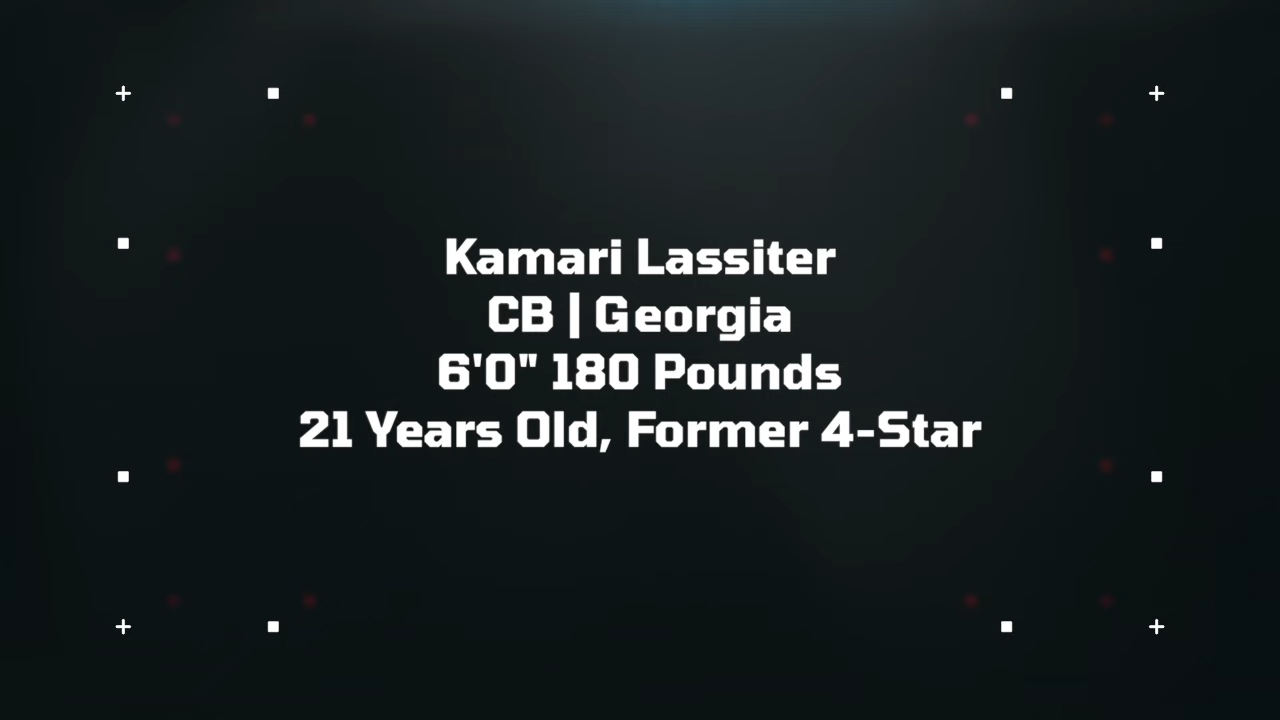 Kamari Lassiter
CB | Georgia
6'0" 180 Pounds
21 Years Old, Former 4-Star